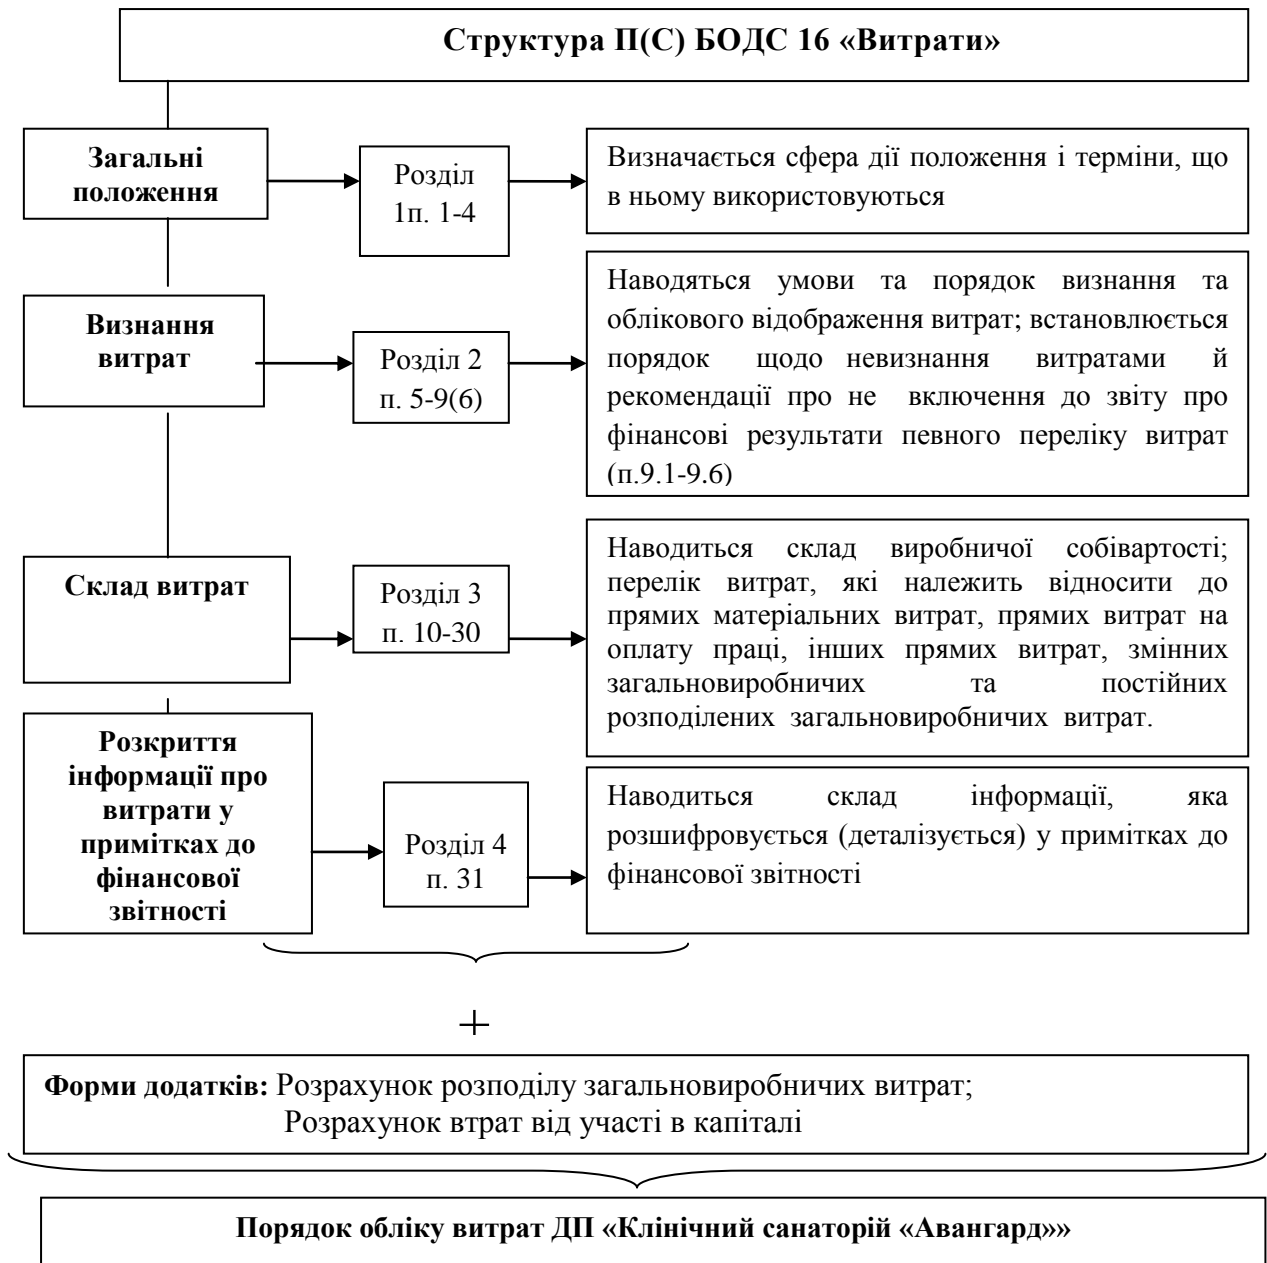 Структура П(С) БОДС 16 «Витрати»
Загальні
положення
Розділ
1п. 1-4
Визначається сфера дії положення і терміни, що
в ньому використовуються
Визнання
витрат
Розділ 2
п. 5-9(6)
Наводяться умови та порядок визнання та
облікового відображення витрат; встановлюється
порядок щодо невизнання витратами й
рекомендації про не включення до звіту про
фінансові результати певного переліку витрат
(п.9.1-9.6)
Склад витрат
Розділ 3
п. 10-30
Наводиться склад виробничої собівартості;
перелік витрат, які належить відносити до
прямих матеріальних витрат, прямих витрат на
оплату праці, інших прямих витрат, змінних
загальновиробничих та постійних
розподілених загальновиробничих витрат.
Розкриття
інформації про
витрати у
примітках до
фінансової
звітності
Розділ 4
п. 31
Наводиться склад інформації, яка
розшифровується (деталізується) у примітках до
фінансової звітності
+
Форми додатків: Розрахунок розподілу загальновиробничих витрат;
Розрахунок втрат від участі в капіталі
Порядок обліку витрат ДП «Клінічний санаторій «Авангард»»